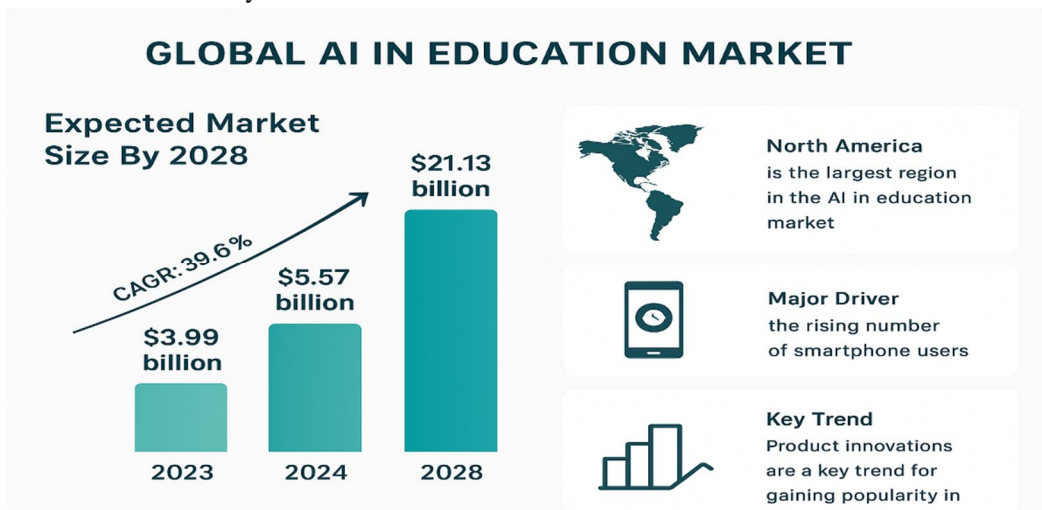 GLOBAL AI IN EDUCATION MARKET
Expected Market
Size By 2028
CAGR: 39.6%
$3.99
billion
$5.57
billion
$21.13
billion
2023
2024
2028
North America
is the largest region
in the AI in education
market
Major Driver
the rising number
of smartphone users
Key Trend
Product innovations
are a key trend for
gaining popularity in